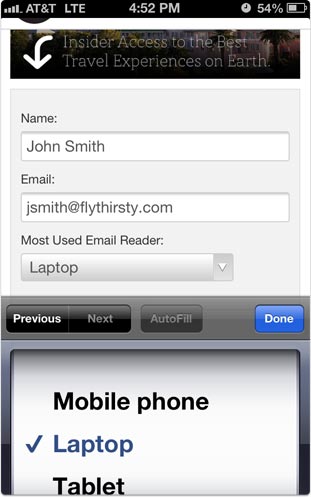 AT&T LTE 4:52 PM 54%
Insider Access to the Best
Travel Experiences on Earth.
Name:
John Smith
Email:
jsmith@flythirsty.com
Most Used Email Reader:
Laptop
Previous Next AutoFill Done
Mobile phone
✓ Laptop
Tablet